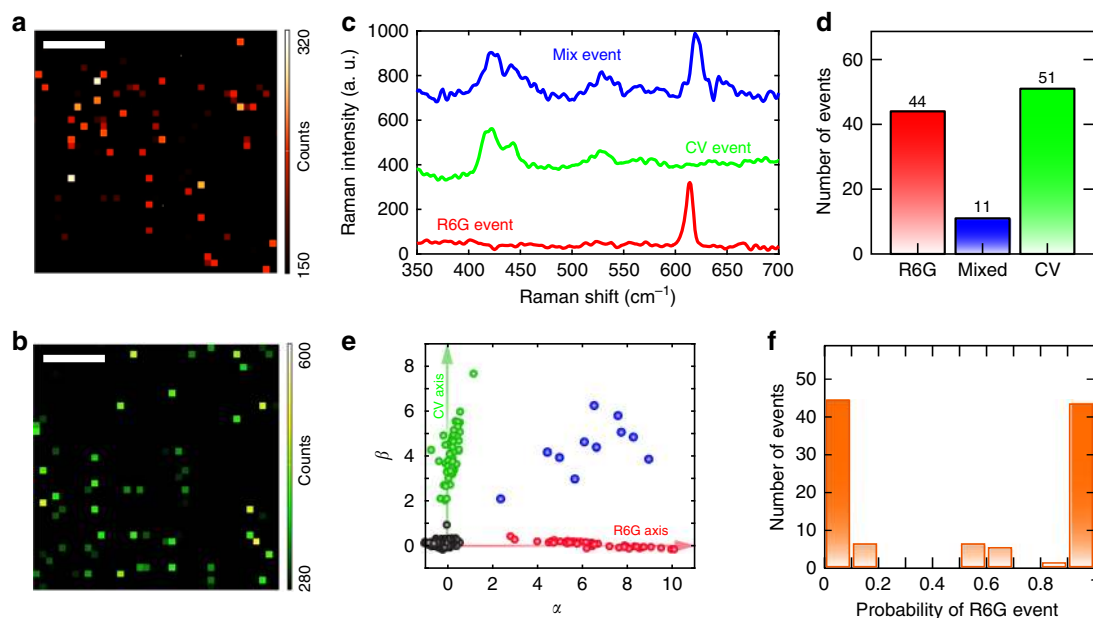 a
320
Counts
150
b
600
Counts
280
c
1000
800
600
400
200
0
Raman intensity (a. u.)
Mix event
CV event
R6G event
350 400 450 500 550 600 650 700
Raman shift (cm⁻¹)
d
60
40
20
0
Number of events
44
11
51
R6G Mixed CV
e
8
6
4
2
0
β
CV axis
R6G axis
0 2 4 6 8 10
α
f
50
40
30
20
10
0
Number of events
0 0.2 0.4 0.6 0.8 1
Probability of R6G event